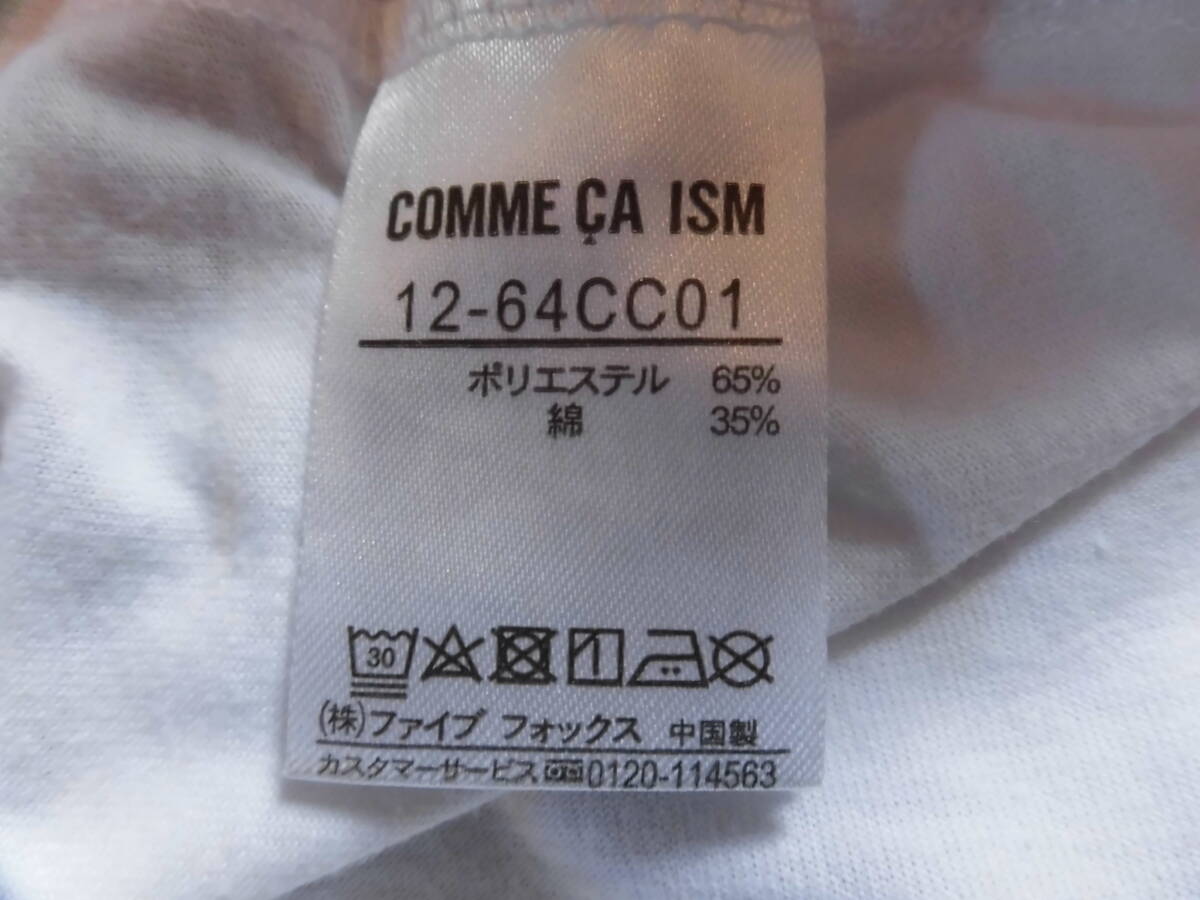 COMME ÇA ISM
12-64CC01
ポリエステル 65%
綿 35%
30
(株)ファイブ フォックス 中国製
カスタマーサービス 0120-114563